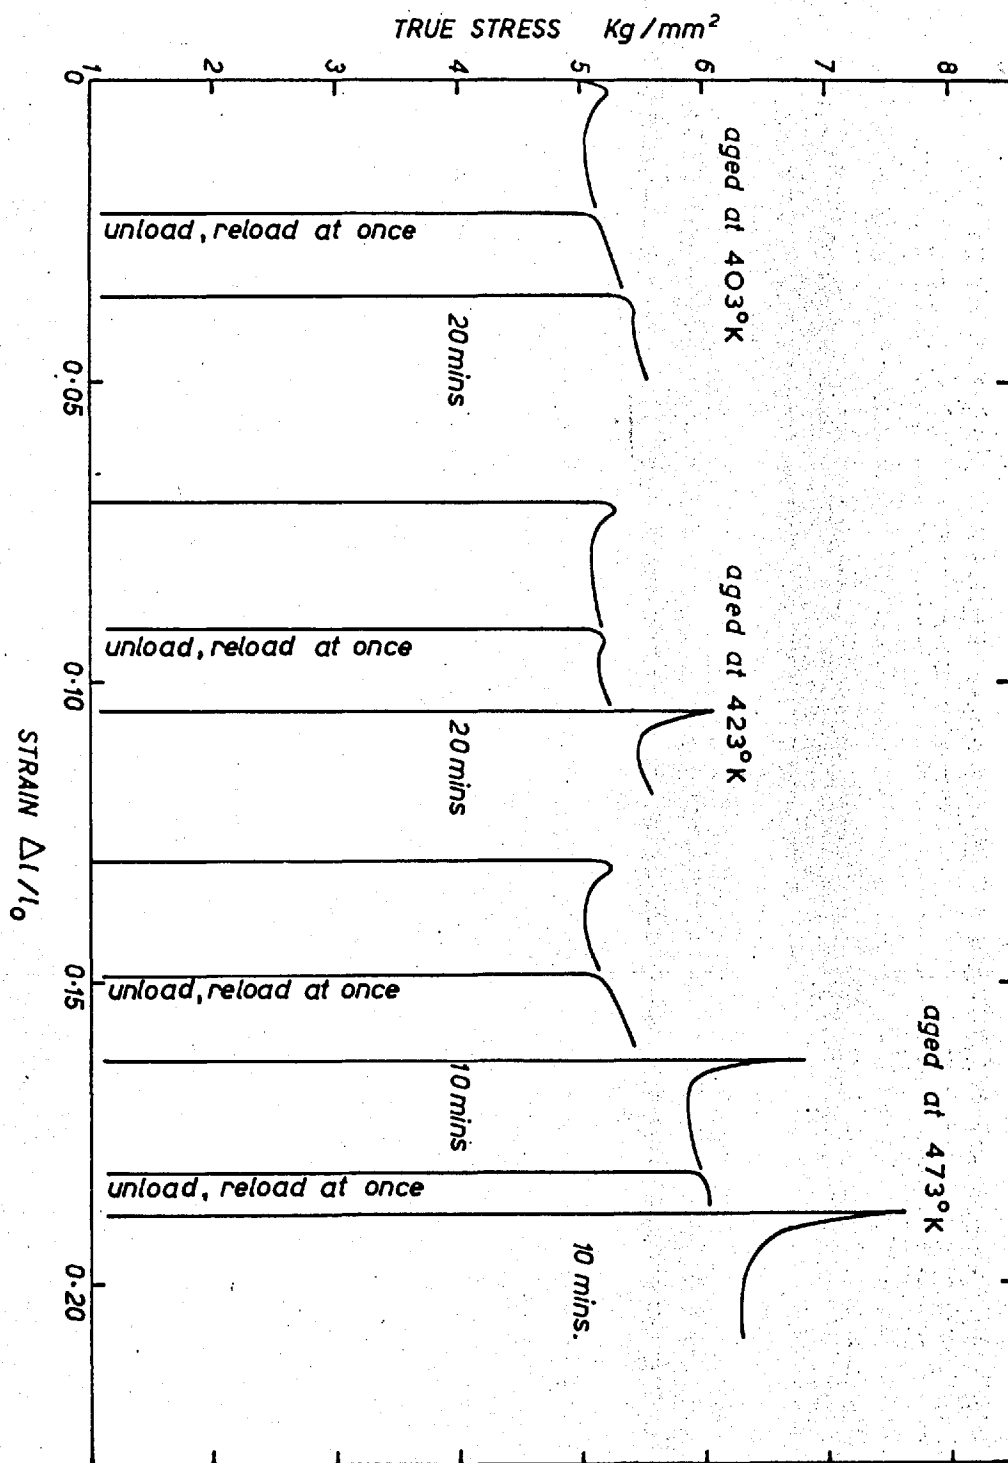 TRUE STRESS Kg/mm²
8
7
6
5
4
3
2
1
0
0·05
0·10
0·15
0·20
STRAIN Δl/l₀
aged at 403°K
unload, reload at once
20 mins
aged at 423°K
unload, reload at once
20 mins
aged at 473°K
unload, reload at once
10 mins
unload, reload at once
10 mins.